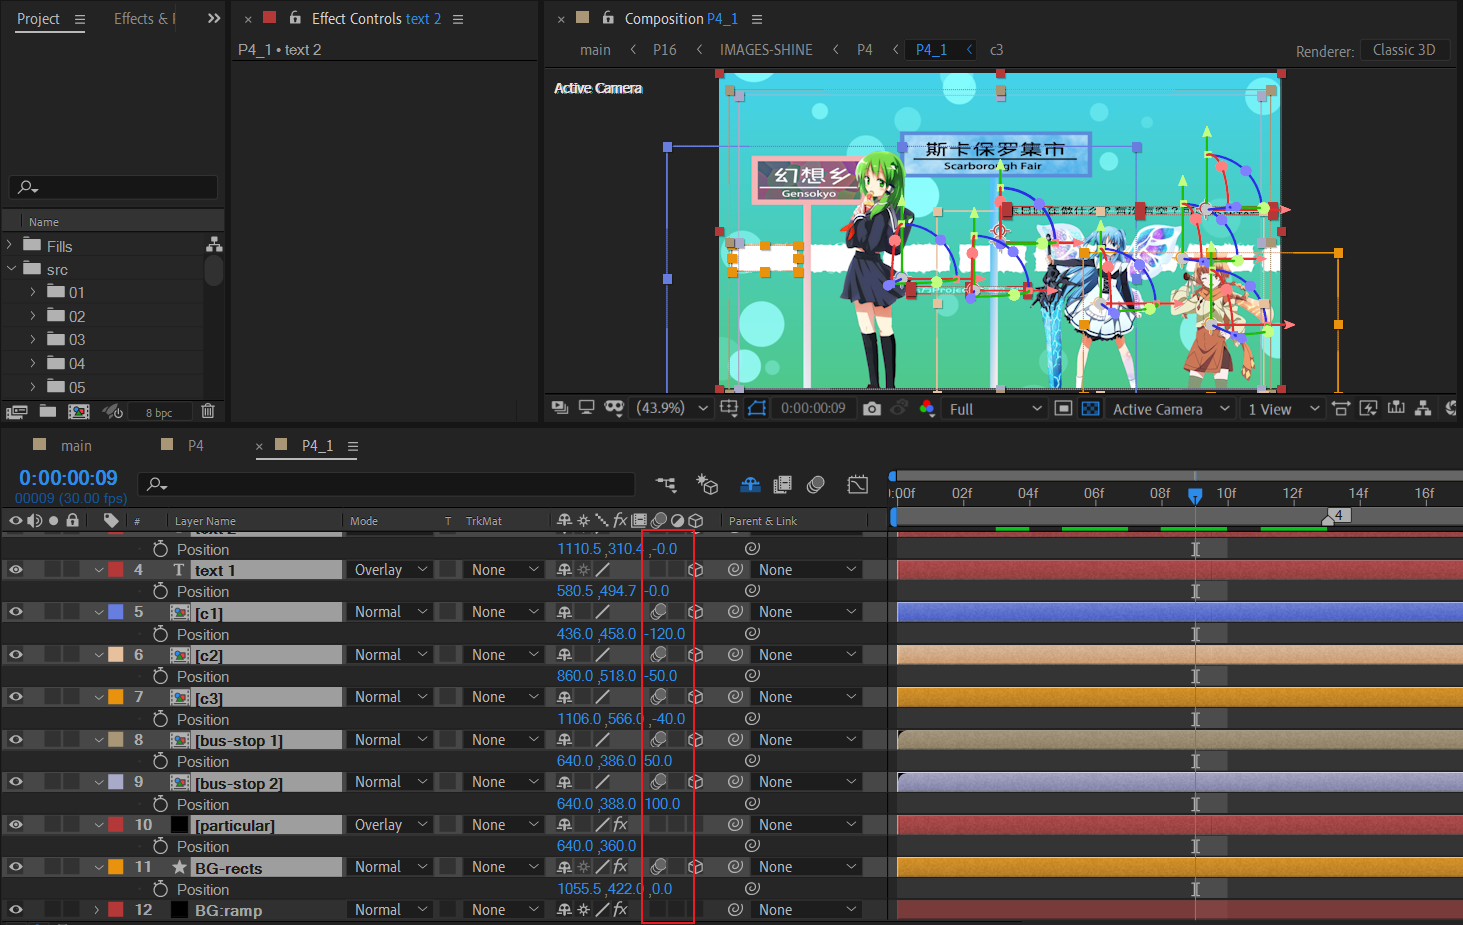 Project
Effects & F
Effect Controls text 2
Composition P4_1
P4_1 • text 2
main
P16
IMAGES-SHINE
P4
P4_1
c3
Renderer:
Classic 3D
Active Camera
斯卡保罗集市
Scarborough Fair
幻想乡
Gensokyo
Name
Fills
src
01
02
03
04
05
8 bpc
(43.9%)
0:00:00:09
Full
Active Camera
1 View
main
P4
P4_1
0:00:00:09
00009 (30.00 fps)
:00f
02f
04f
06f
08f
10f
12f
14f
16f
4
#
Layer Name
Mode
T
TrkMat
fx
Parent & Link
text 2
Position
1110.5 ,310.4 ,-0.0
4
T
text 1
Overlay
None
None
Position
580.5 ,494.7 -0.0
5
[c1]
Normal
None
None
Position
436.0 ,458.0 -120.0
6
[c2]
Normal
None
None
Position
860.0 ,518.0 -50.0
7
[c3]
Normal
None
None
Position
1106.0 ,566.0 ,-40.0
8
[bus-stop 1]
Normal
None
None
Position
640.0 ,386.0 50.0
9
[bus-stop 2]
Normal
None
None
Position
640.0 ,388.0 100.0
10
[particular]
Overlay
None
fx
None
Position
640.0 ,360.0
11
BG-rects
Normal
None
fx
None
Position
1055.5 ,422.0 ,0.0
12
BG:ramp
Normal
None
fx
None